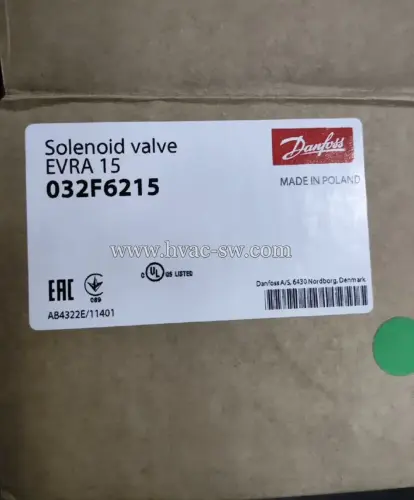 Solenoid valve
EVRA 15
032F6215
Danfoss
MADE IN POLAND
www.hvac-sw.com
EAC
c UL US LISTED
Danfoss A/S, 6430 Nordborg, Denmark
AB4322E/11401